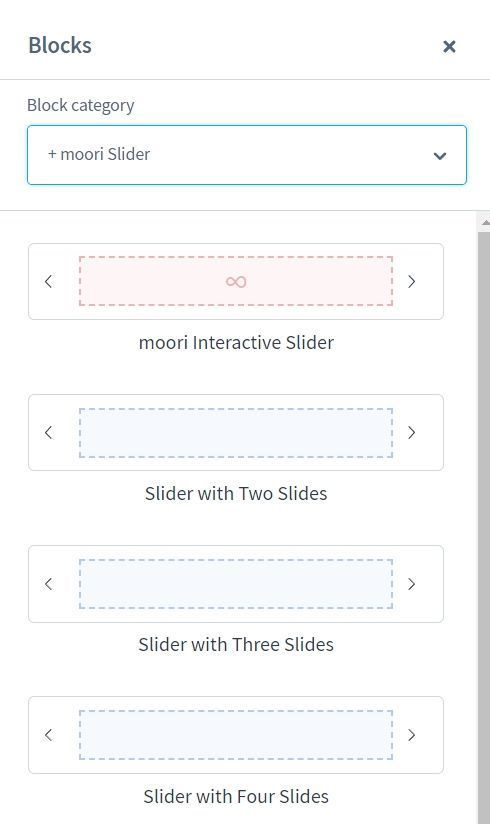 Blocks
Block category
+ moori Slider
∞
moori Interactive Slider
Slider with Two Slides
Slider with Three Slides
Slider with Four Slides